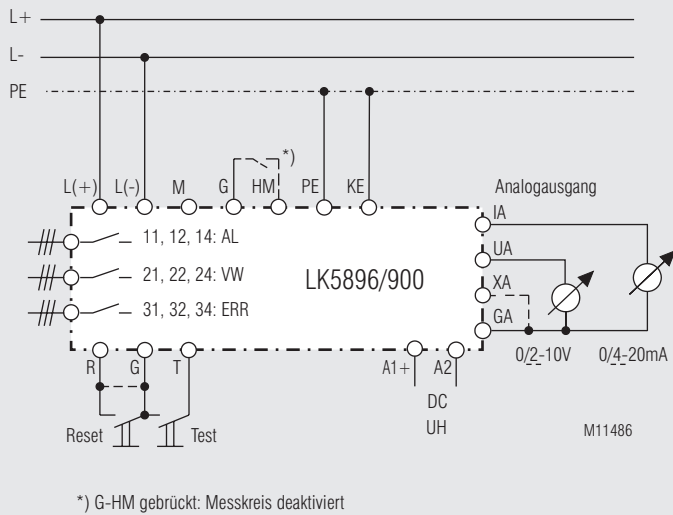 L+
L-
PE
*)
L(+) L(-) M G HM PE KE
Analogausgang
IA
11, 12, 14: AL
UA
21, 22, 24: VW
LK5896/900
XA
31, 32, 34: ERR
GA
R G T A1+ A2
0/2-10V 0/4-20mA
DC
UH
Reset Test
M11486
*) G-HM gebrückt: Messkreis deaktiviert